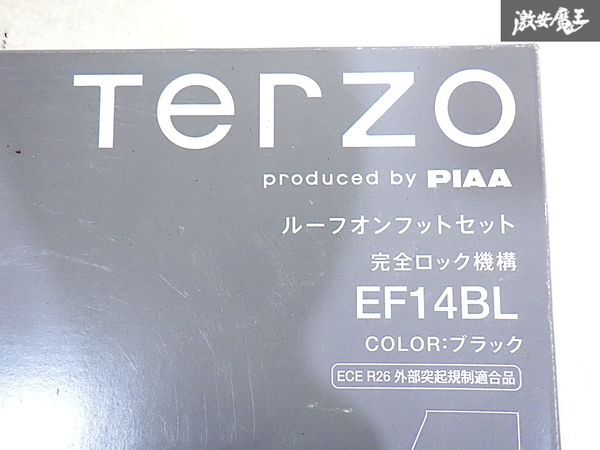 激安魔王
Terzo
produced by PIAA
ルーフオンフットセット
完全ロック機構
EF14BL
COLOR:ブラック
ECE R26 外部突起規制適合品